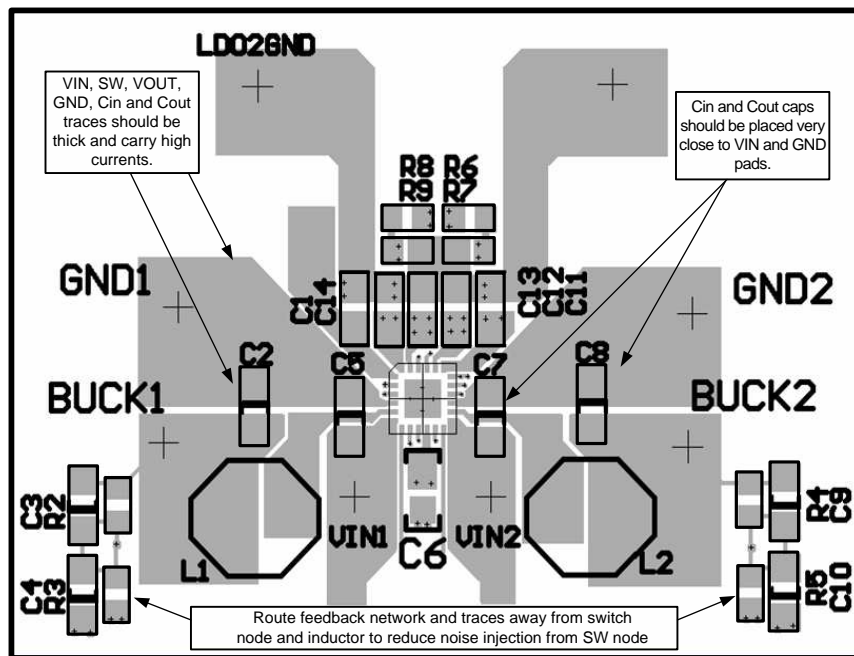 LDO2GND
VIN, SW, VOUT,
GND, Cin and Cout
traces should be
thick and carry high
currents.
Cin and Cout caps
should be placed very
close to VIN and GND
pads.
R8
R9
R6
R7
GND1
GND2
C1
C14
C13
C12
C11
C2
C5
C7
C8
BUCK1
BUCK2
C3
R2
R4
C9
VIN1
VIN2
C6
L1
L2
C4
R3
R5
C10
Route feedback network and traces away from switch
node and inductor to reduce noise injection from SW node